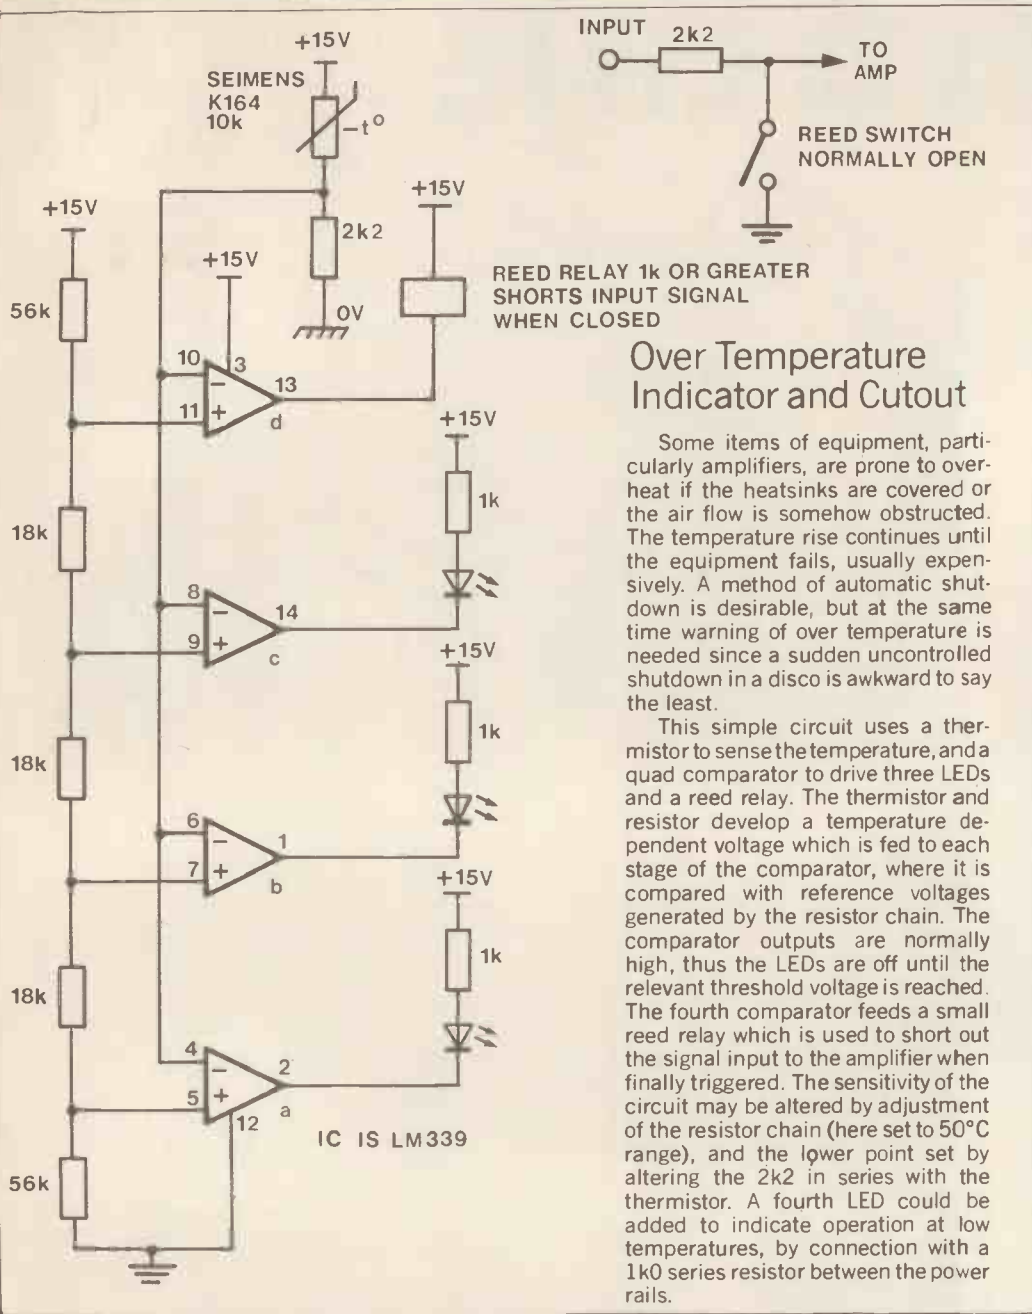 +15V
SEIMENS
K164
10k
-t°
+15V
2k2
0V
+15V
56k
+15V
10
3
13
11
d
18k
8
14
9
c
+15V
1k
18k
6
1
7
b
+15V
1k
18k
4
2
5
a
12
+15V
1k
56k
IC IS LM339
INPUT
2k2
TO
AMP
REED SWITCH
NORMALLY OPEN
+15V
REED RELAY 1k OR GREATER
SHORTS INPUT SIGNAL
WHEN CLOSED
Over Temperature
Indicator and Cutout
Some items of equipment, parti-
cularly amplifiers, are prone to over-
heat if the heatsinks are covered or
the air flow is somehow obstructed.
The temperature rise continues until
the equipment fails, usually expen-
sively. A method of automatic shut-
down is desirable, but at the same
time warning of over temperature is
needed since a sudden uncontrolled
shutdown in a disco is awkward to say
the least.
This simple circuit uses a ther-
mistor to sense the temperature, and a
quad comparator to drive three LEDs
and a reed relay. The thermistor and
resistor develop a temperature de-
pendent voltage which is fed to each
stage of the comparator, where it is
compared with reference voltages
generated by the resistor chain. The
comparator outputs are normally
high, thus the LEDs are off until the
relevant threshold voltage is reached.
The fourth comparator feeds a small
reed relay which is used to short out
the signal input to the amplifier when
finally triggered. The sensitivity of the
circuit may be altered by adjustment
of the resistor chain (here set to 50°C
range), and the lower point set by
altering the 2k2 in series with the
thermistor. A fourth LED could be
added to indicate operation at low
temperatures, by connection with a
1k0 series resistor between the power
rails.